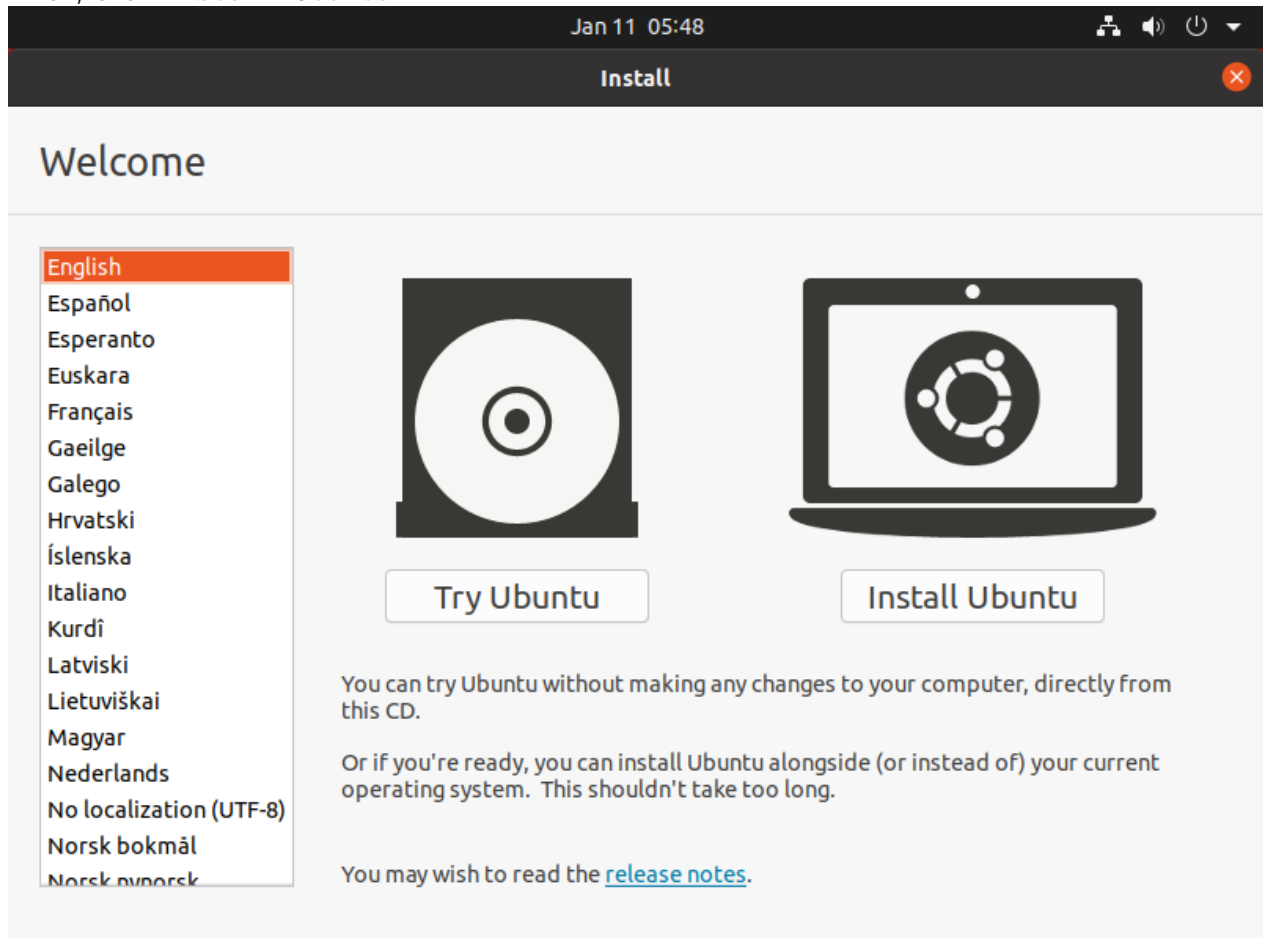 Jan 11 05:48
Install
Welcome
English
Español
Esperanto
Euskara
Français
Gaeilge
Galego
Hrvatski
Íslenska
Italiano
Kurdî
Latviski
Lietuviškai
Magyar
Nederlands
No localization (UTF-8)
Norsk bokmål
Norsk nynorsk
Try Ubuntu
Install Ubuntu
You can try Ubuntu without making any changes to your computer, directly from
this CD.
Or if you're ready, you can install Ubuntu alongside (or instead of) your current
operating system. This shouldn't take too long.
You may wish to read the release notes.